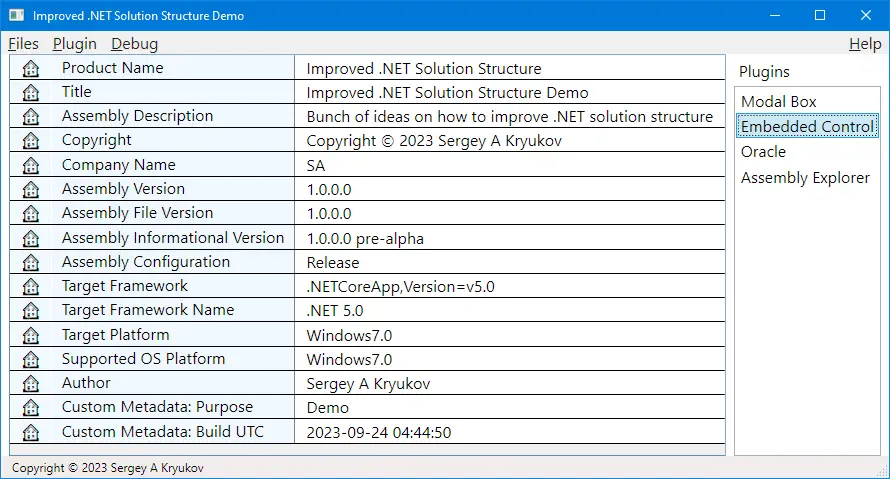 Improved .NET Solution Structure Demo
Files Plugin Debug Help
Product Name Improved .NET Solution Structure
Title Improved .NET Solution Structure Demo
Assembly Description Bunch of ideas on how to improve .NET solution structure
Copyright Copyright © 2023 Sergey A Kryukov
Company Name SA
Assembly Version 1.0.0.0
Assembly File Version 1.0.0.0
Assembly Informational Version 1.0.0.0 pre-alpha
Assembly Configuration Release
Target Framework .NETCoreApp,Version=v5.0
Target Framework Name .NET 5.0
Target Platform Windows7.0
Supported OS Platform Windows7.0
Author Sergey A Kryukov
Custom Metadata: Purpose Demo
Custom Metadata: Build UTC 2023-09-24 04:44:50
Plugins
Modal Box
Embedded Control
Oracle
Assembly Explorer
Copyright © 2023 Sergey A Kryukov